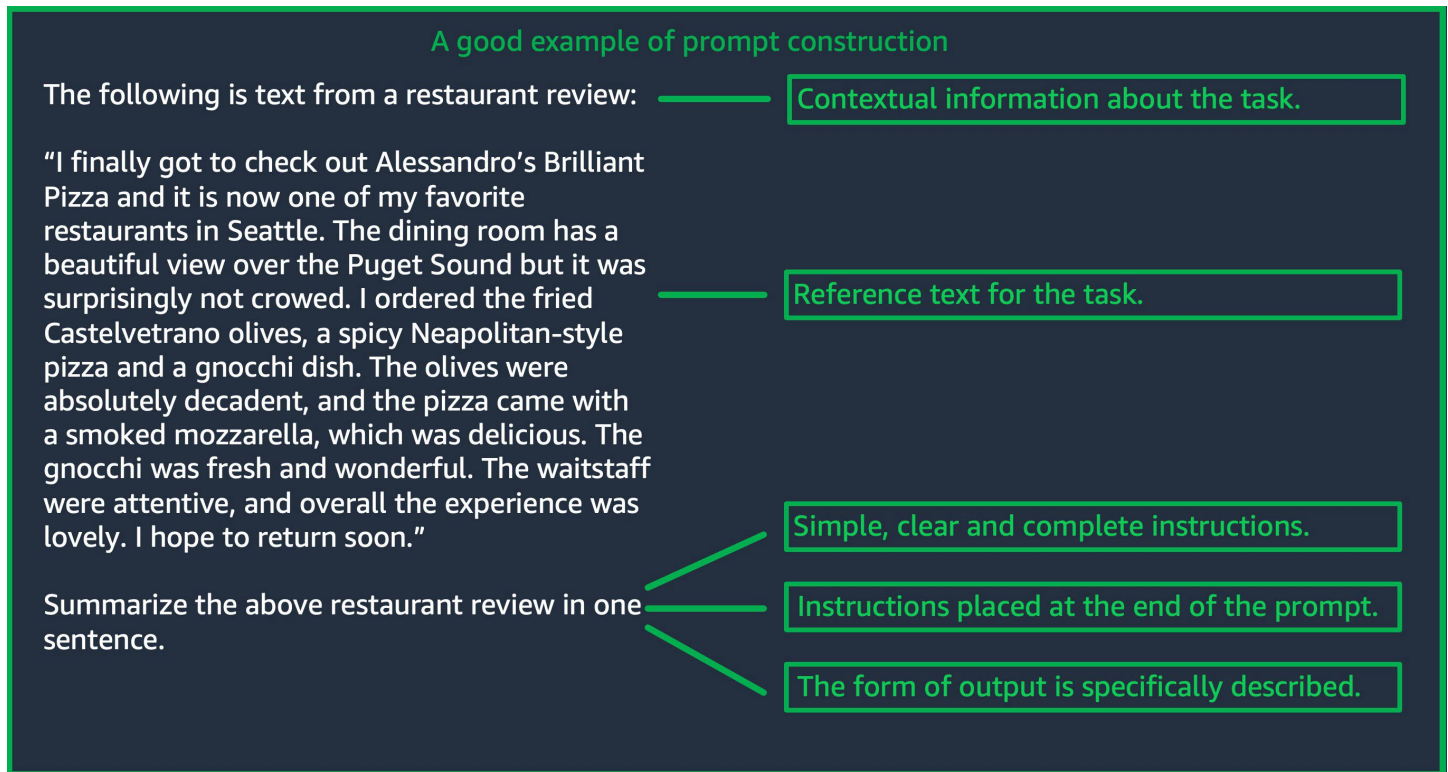 A good example of prompt construction
The following is text from a restaurant review:
Contextual information about the task.
“I finally got to check out Alessandro’s Brilliant
Pizza and it is now one of my favorite
restaurants in Seattle. The dining room has a
beautiful view over the Puget Sound but it was
surprisingly not crowed. I ordered the fried
Castelvetrano olives, a spicy Neapolitan-style
pizza and a gnocchi dish. The olives were
absolutely decadent, and the pizza came with
a smoked mozzarella, which was delicious. The
gnocchi was fresh and wonderful. The waitstaff
were attentive, and overall the experience was
lovely. I hope to return soon.”
Reference text for the task.
Summarize the above restaurant review in one
sentence.
Simple, clear and complete instructions.
Instructions placed at the end of the prompt.
The form of output is specifically described.